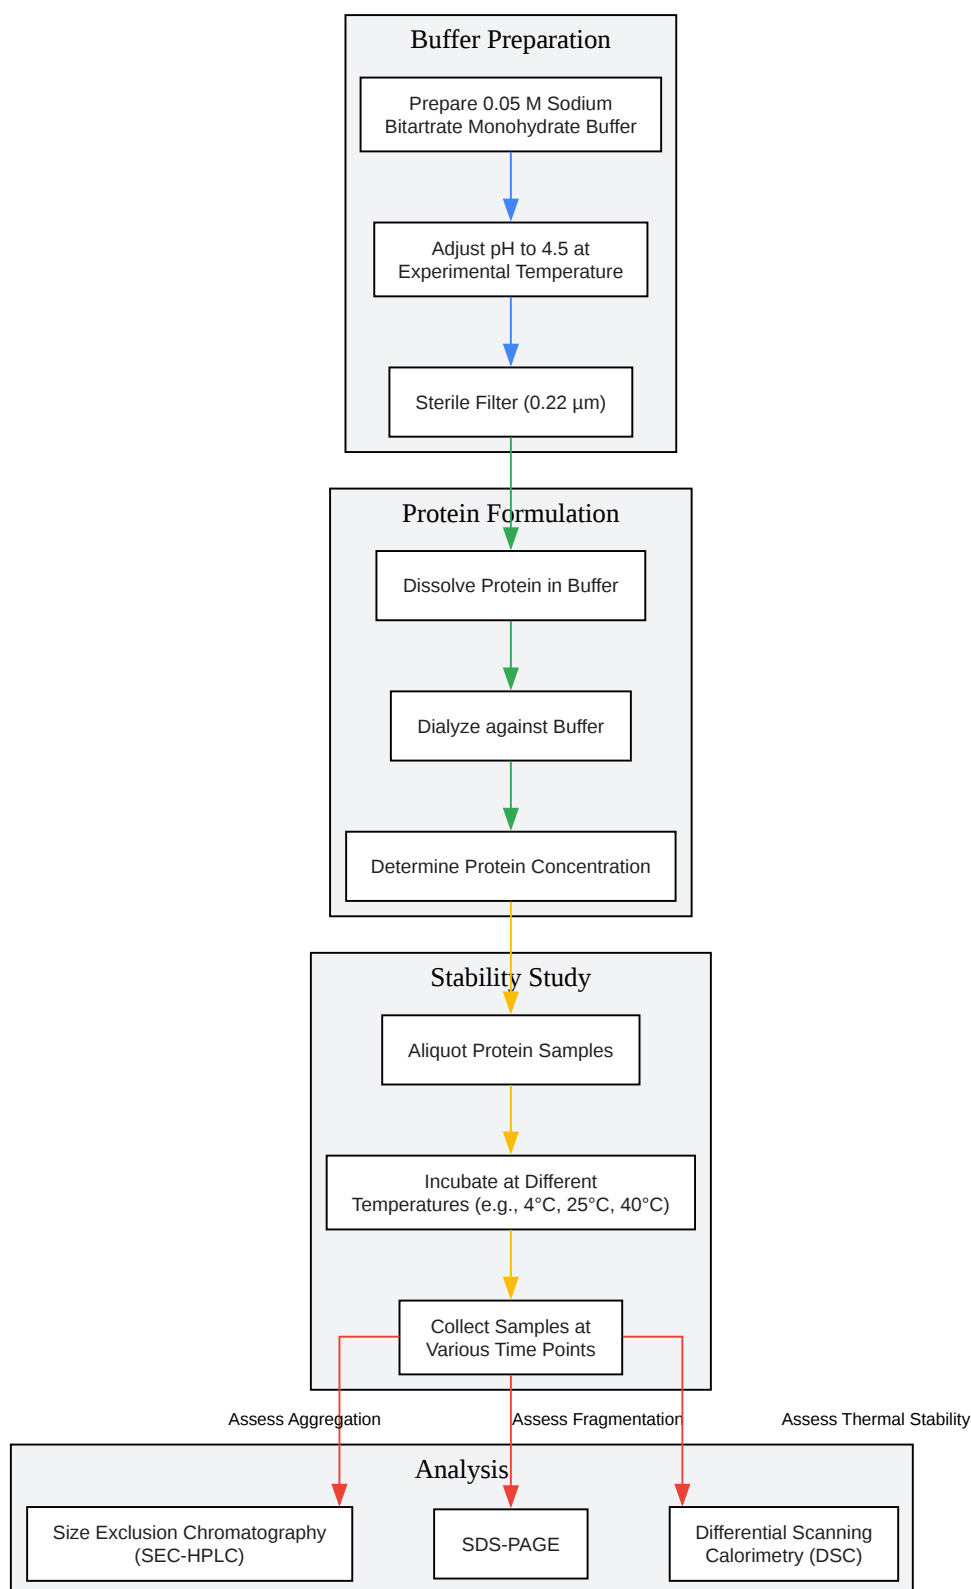 Buffer Preparation
Prepare 0.05 M Sodium
Bitartrate Monohydrate Buffer
Adjust pH to 4.5 at
Experimental Temperature
Sterile Filter (0.22 µm)
Protein Formulation
Dissolve Protein in Buffer
Dialyze against Buffer
Determine Protein Concentration
Stability Study
Aliquot Protein Samples
Incubate at Different
Temperatures (e.g., 4°C, 25°C, 40°C)
Collect Samples at
Various Time Points
Assess Aggregation
Assess Fragmentation
Assess Thermal Stability
Analysis
Size Exclusion Chromatography
(SEC-HPLC)
SDS-PAGE
Differential Scanning
Calorimetry (DSC)